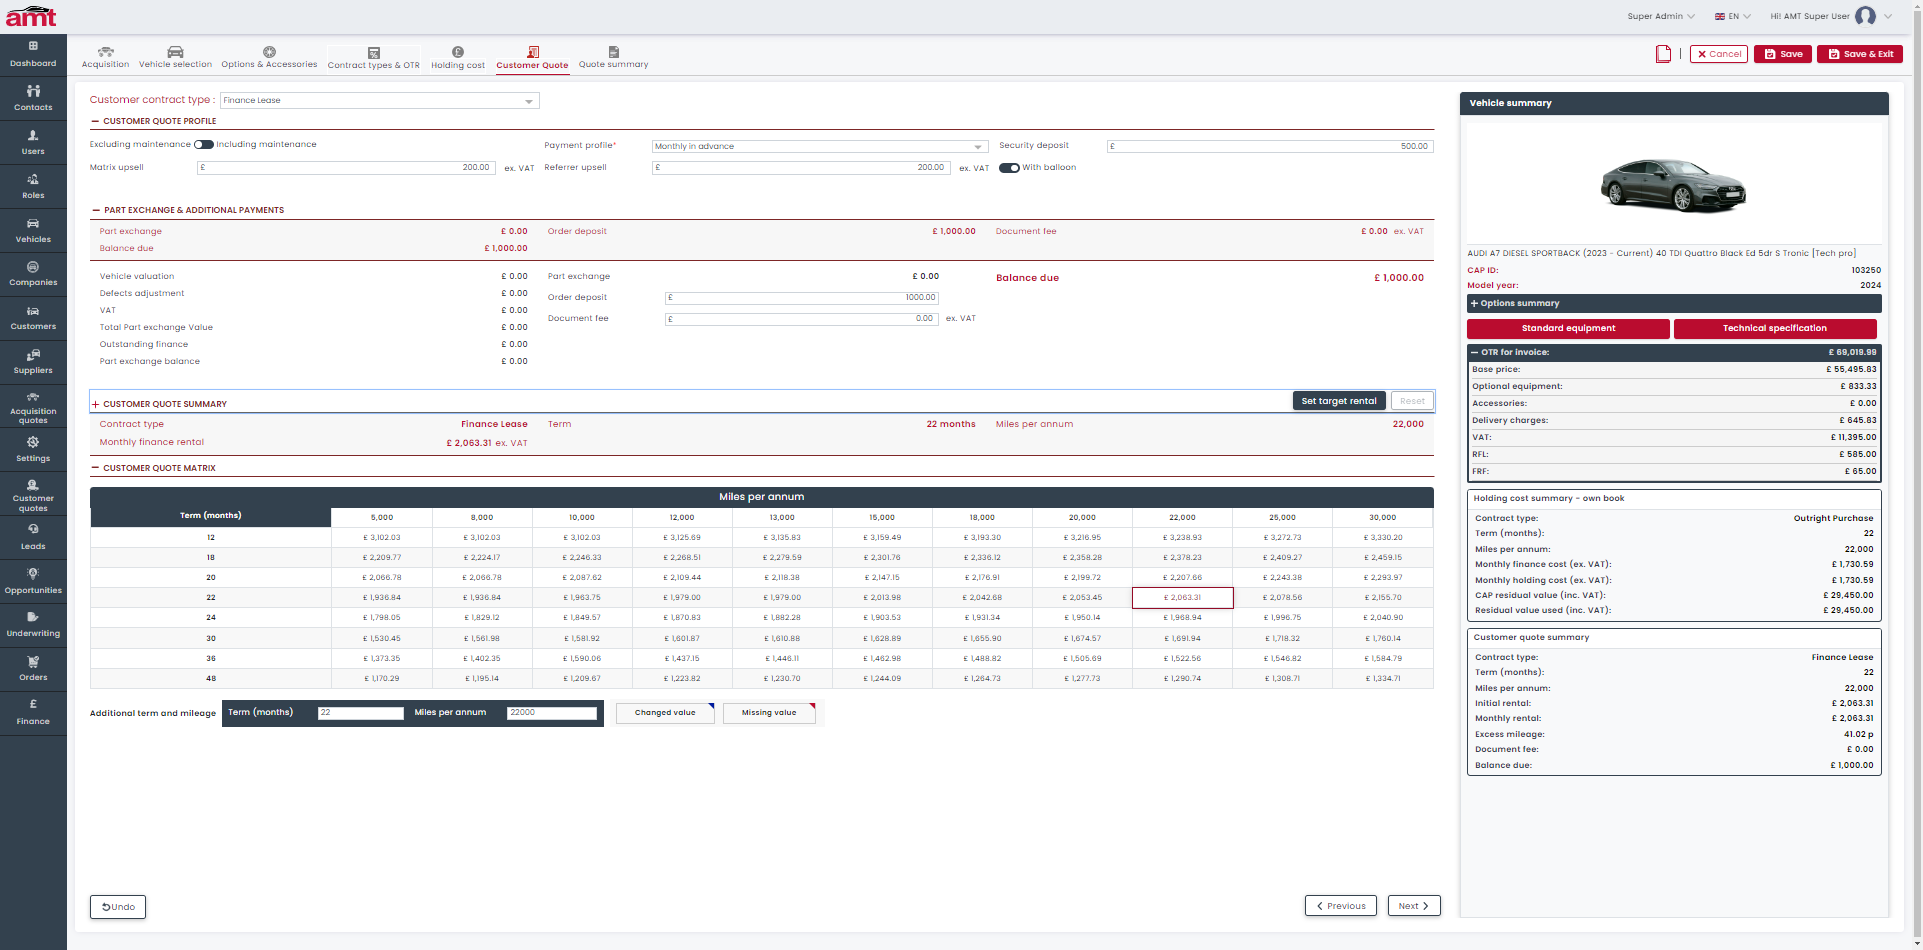 amt
Super Admin EN Hi! AMT Super User
Dashboard
Contacts
Users
Roles
Vehicles
Companies
Customers
Suppliers
Acquisition quotes
Settings
Customer quotes
Leads
Opportunities
Underwriting
Orders
Finance
Acquisition Vehicle selection Options & Accessories Contract types & OTR Holding cost Customer Quote Quote summary
Cancel Save Save & Exit
Customer contract type : Finance Lease
CUSTOMER QUOTE PROFILE
Excluding maintenance Including maintenance Payment profile* Monthly in advance Security deposit £ 500.00
Matrix upsell £ 200.00 ex. VAT Referrer upsell £ 200.00 ex. VAT With balloon
PART EXCHANGE & ADDITIONAL PAYMENTS
Part exchange £ 0.00 Order deposit £ 1,000.00 Document fee £ 0.00 ex. VAT
Balance due £ 1,000.00
Vehicle valuation £ 0.00 Part exchange £ 0.00 Balance due £ 1,000.00
Defects adjustment £ 0.00 Order deposit £ 1000.00
VAT £ 0.00
Document fee £ 0.00 ex. VAT
Total Part exchange Value £ 0.00
Outstanding finance £ 0.00
Part exchange balance £ 0.00
+ CUSTOMER QUOTE SUMMARY Set target rental Reset
Contract type Finance Lease Term 22 months Miles per annum 22,000
Monthly finance rental £ 2,063.31 ex. VAT
CUSTOMER QUOTE MATRIX
Miles per annum
Term (months) 5,000 8,000 10,000 12,000 13,000 15,000 18,000 20,000 22,000 25,000 30,000
12 £ 3,102.03 £ 3,102.03 £ 3,102.03 £ 3,125.69 £ 3,135.83 £ 3,159.49 £ 3,193.30 £ 3,216.95 £ 3,238.93 £ 3,272.73 £ 3,330.20
18 £ 2,209.77 £ 2,224.17 £ 2,246.33 £ 2,268.51 £ 2,279.59 £ 2,301.76 £ 2,336.12 £ 2,358.28 £ 2,378.23 £ 2,409.27 £ 2,459.15
20 £ 2,066.78 £ 2,066.78 £ 2,087.62 £ 2,109.44 £ 2,118.38 £ 2,147.15 £ 2,176.91 £ 2,199.72 £ 2,207.66 £ 2,243.38 £ 2,293.97
22 £ 1,936.84 £ 1,936.84 £ 1,963.75 £ 1,979.00 £ 1,979.00 £ 2,013.98 £ 2,042.68 £ 2,053.45 £ 2,063.31 £ 2,078.56 £ 2,155.70
24 £ 1,798.05 £ 1,829.12 £ 1,849.57 £ 1,870.83 £ 1,882.28 £ 1,903.53 £ 1,931.34 £ 1,950.14 £ 1,968.94 £ 1,996.75 £ 2,040.90
30 £ 1,530.45 £ 1,561.98 £ 1,581.92 £ 1,601.87 £ 1,610.88 £ 1,628.89 £ 1,655.90 £ 1,674.57 £ 1,691.94 £ 1,718.32 £ 1,760.14
36 £ 1,373.35 £ 1,402.35 £ 1,590.06 £ 1,437.15 £ 1,446.11 £ 1,462.98 £ 1,488.82 £ 1,505.69 £ 1,522.56 £ 1,546.82 £ 1,584.79
48 £ 1,170.29 £ 1,195.14 £ 1,209.67 £ 1,223.82 £ 1,230.70 £ 1,244.09 £ 1,264.73 £ 1,277.73 £ 1,290.74 £ 1,308.71 £ 1,334.71
Additional term and mileage Term (months) 22 Miles per annum 22000 Changed value Missing value
Undo Previous Next
Vehicle summary
AUDI A7 DIESEL SPORTBACK (2023 - Current) 40 TDI Quattro Black Ed 5dr S Tronic [Tech pro]
CAP ID: 103250
Model year: 2024
+ Options summary
Standard equipment Technical specification
OTR for invoice: £ 69,019.99
Base price: £ 55,495.83
Optional equipment: £ 833.33
Accessories: £ 0.00
Delivery charges: £ 645.83
VAT: £ 11,395.00
RFL: £ 585.00
FRF: £ 65.00
Holding cost summary - own book
Contract type: Outright Purchase
Term (months): 22
Miles per annum: 22,000
Monthly finance cost (ex. VAT): £ 1,730.59
Monthly holding cost (ex. VAT): £ 1,730.59
CAP residual value (inc. VAT): £ 29,450.00
Residual value used (inc. VAT): £ 29,450.00
Customer quote summary
Contract type: Finance Lease
Term (months): 22
Miles per annum: 22,000
Initial rental: £ 2,063.31
Monthly rental: £ 2,063.31
Excess mileage: 41.02 p
Document fee: £ 0.00
Balance due: £ 1,000.00